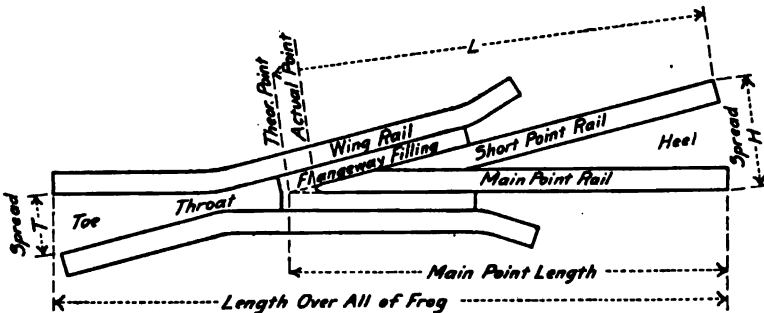 L
Theor. Point
Actual Point
Wing Rail
Flangeway Filling
Short Point Rail
Heel
Spread
H
Main Point Rail
Spread
T
Toe
Throat
Main Point Length
Length Over All of Frog